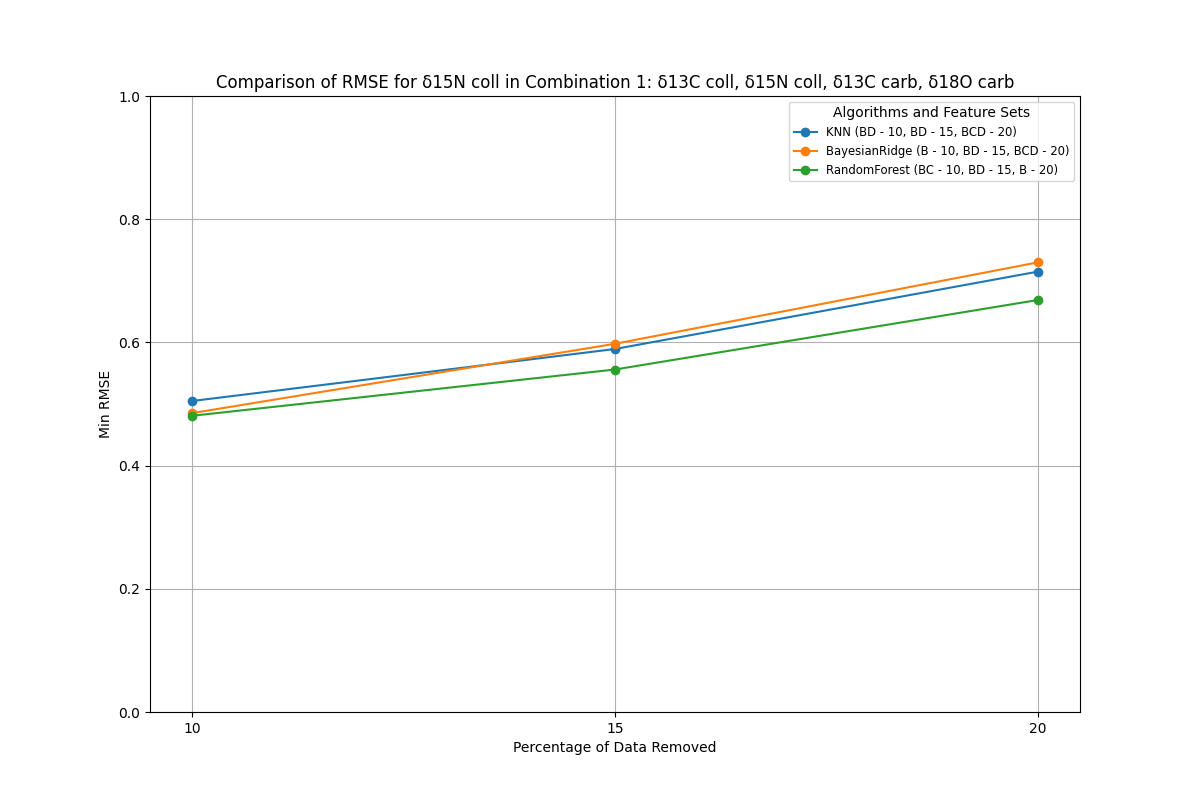 Comparison of RMSE for δ15N coll in Combination 1: δ13C coll, δ15N coll, δ13C carb, δ18O carb
1.0
Algorithms and Feature Sets
KNN (BD - 10, BD - 15, BCD - 20)
BayesianRidge (B - 10, BD - 15, BCD - 20)
RandomForest (BC - 10, BD - 15, B - 20)
0.8
0.6
Min RMSE
0.4
0.2
0.0
10 15 20
Percentage of Data Removed